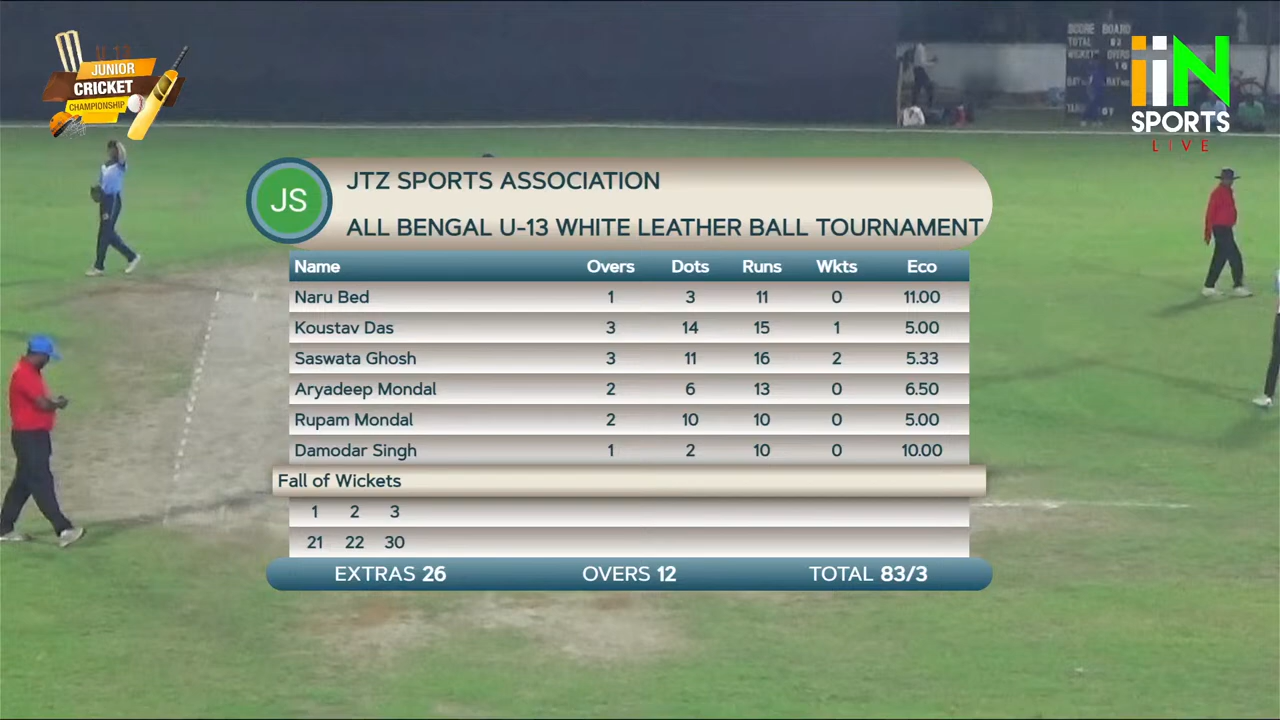 U 13
JUNIOR
CRICKET
CHAMPIONSHIP
SCORE BOARD
TOTAL 82
iiN
SPORTS
LIVE
JS
JTZ SPORTS ASSOCIATION
ALL BENGAL U-13 WHITE LEATHER BALL TOURNAMENT
Name Overs Dots Runs Wkts Eco
Naru Bed 1 3 11 0 11.00
Koustav Das 3 14 15 1 5.00
Saswata Ghosh 3 11 16 2 5.33
Aryadeep Mondal 2 6 13 0 6.50
Rupam Mondal 2 10 10 0 5.00
Damodar Singh 1 2 10 0 10.00
Fall of Wickets
1 2 3
21 22 30
EXTRAS 26 OVERS 12 TOTAL 83/3